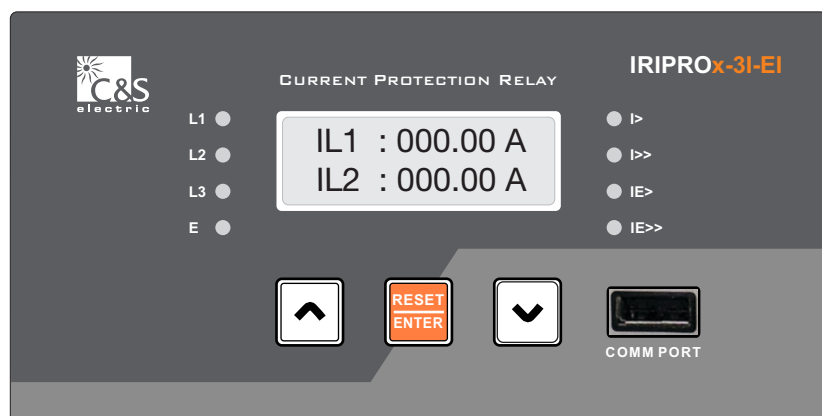 C&S
electric
CURRENT PROTECTION RELAY
IRIPROx-3I-EI
L1
L2
L3
E
IL1 : 000.00 A
IL2 : 000.00 A
I>
I>>
IE>
IE>>
RESET
ENTER
COMM PORT